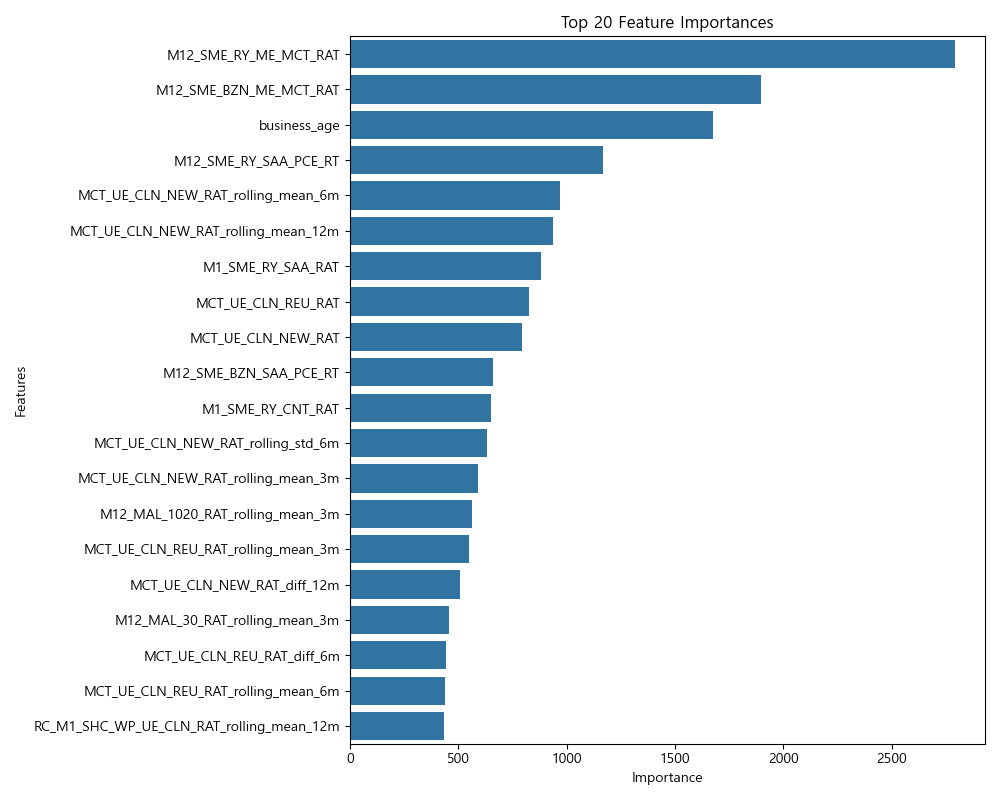 Top 20 Feature Importances
M12_SME_RY_ME_MCT_RAT
M12_SME_BZN_ME_MCT_RAT
business_age
M12_SME_RY_SAA_PCE_RT
MCT_UE_CLN_NEW_RAT_rolling_mean_6m
MCT_UE_CLN_NEW_RAT_rolling_mean_12m
M1_SME_RY_SAA_RAT
MCT_UE_CLN_REU_RAT
MCT_UE_CLN_NEW_RAT
M12_SME_BZN_SAA_PCE_RT
M1_SME_RY_CNT_RAT
MCT_UE_CLN_NEW_RAT_rolling_std_6m
MCT_UE_CLN_NEW_RAT_rolling_mean_3m
M12_MAL_1020_RAT_rolling_mean_3m
MCT_UE_CLN_REU_RAT_rolling_mean_3m
MCT_UE_CLN_NEW_RAT_diff_12m
M12_MAL_30_RAT_rolling_mean_3m
MCT_UE_CLN_REU_RAT_diff_6m
MCT_UE_CLN_REU_RAT_rolling_mean_6m
RC_M1_SHC_WP_UE_CLN_RAT_rolling_mean_12m
Features
0 500 1000 1500 2000 2500
Importance